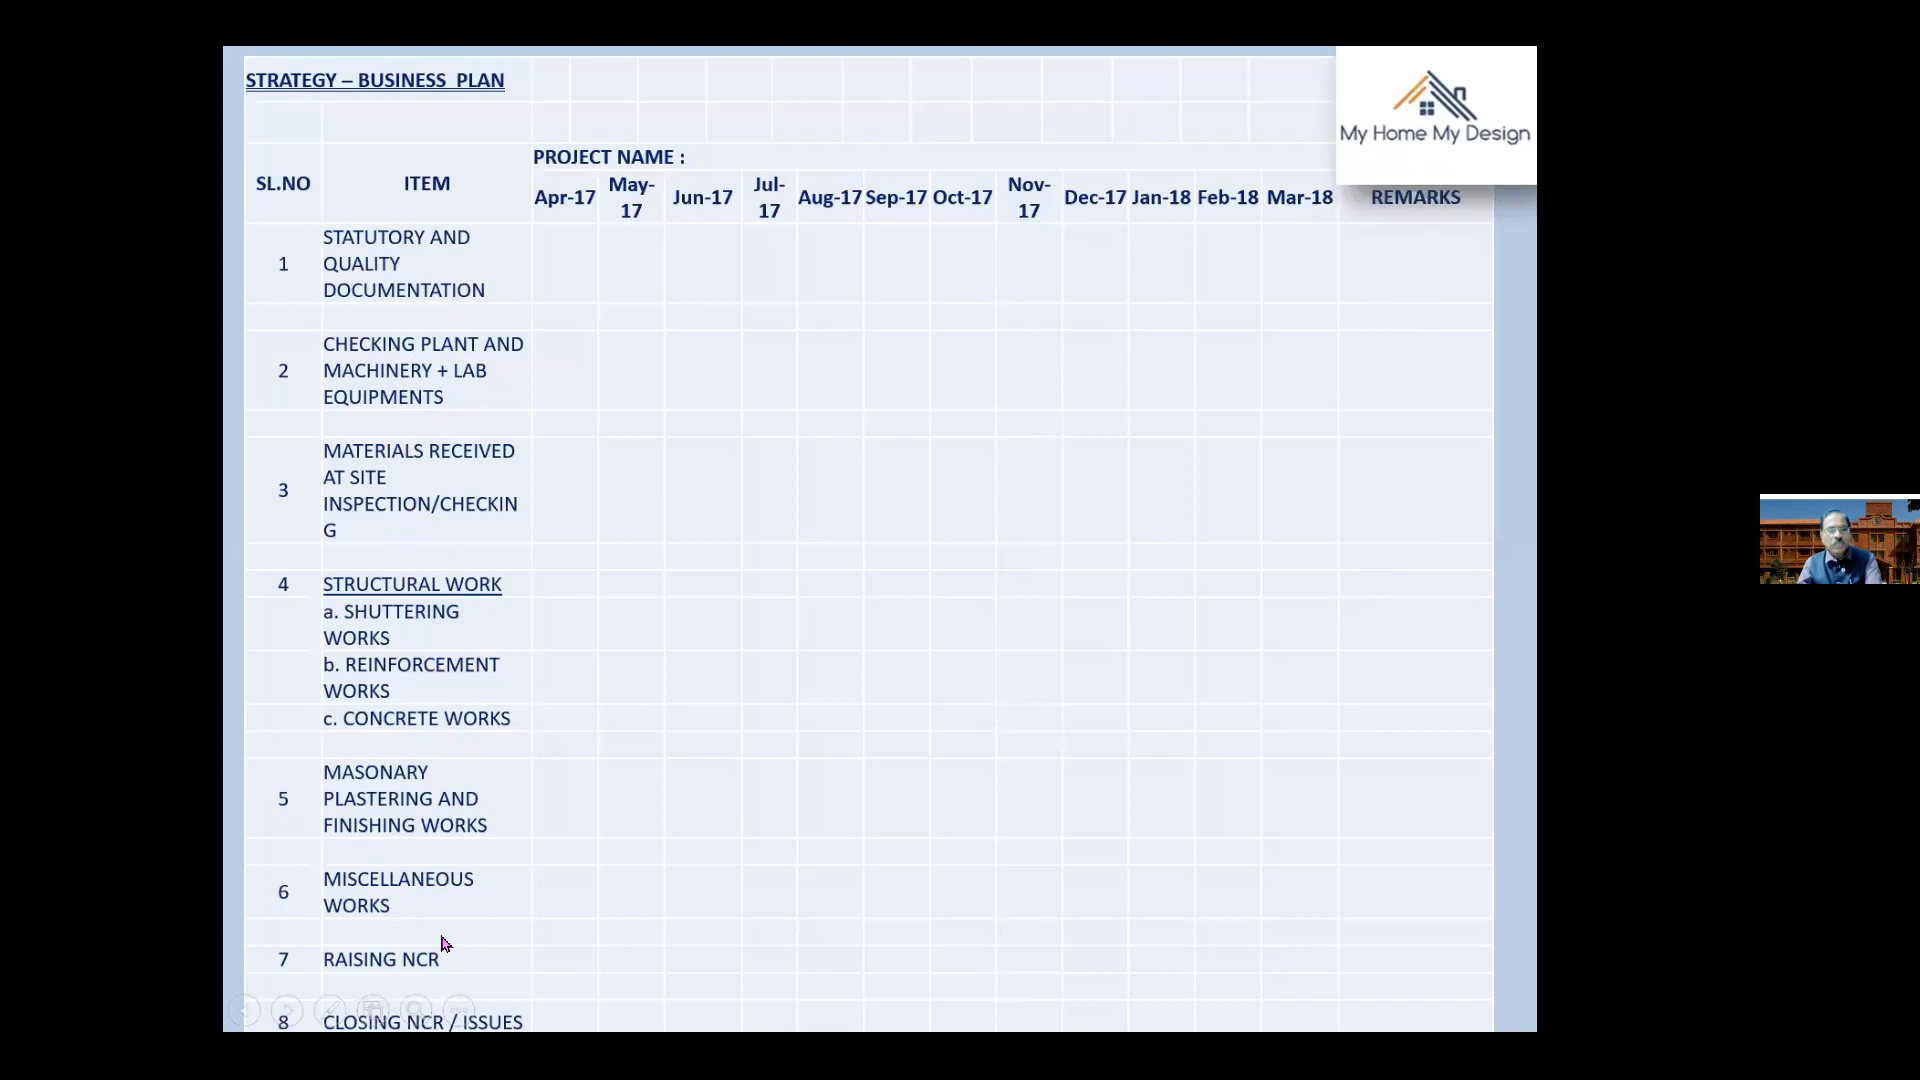 STRATEGY – BUSINESS PLAN
My Home My Design
PROJECT NAME :
SL.NO
ITEM
Apr-17
May-
17
Jun-17
Jul-
17
Aug-17
Sep-17
Oct-17
Nov-
17
Dec-17
Jan-18
Feb-18
Mar-18
REMARKS
1
STATUTORY AND
QUALITY
DOCUMENTATION
2
CHECKING PLANT AND
MACHINERY + LAB
EQUIPMENTS
3
MATERIALS RECEIVED
AT SITE
INSPECTION/CHECKIN
G
4
STRUCTURAL WORK
a. SHUTTERING
WORKS
b. REINFORCEMENT
WORKS
c. CONCRETE WORKS
5
MASONARY
PLASTERING AND
FINISHING WORKS
6
MISCELLANEOUS
WORKS
7
RAISING NCR
8
CLOSING NCR / ISSUES